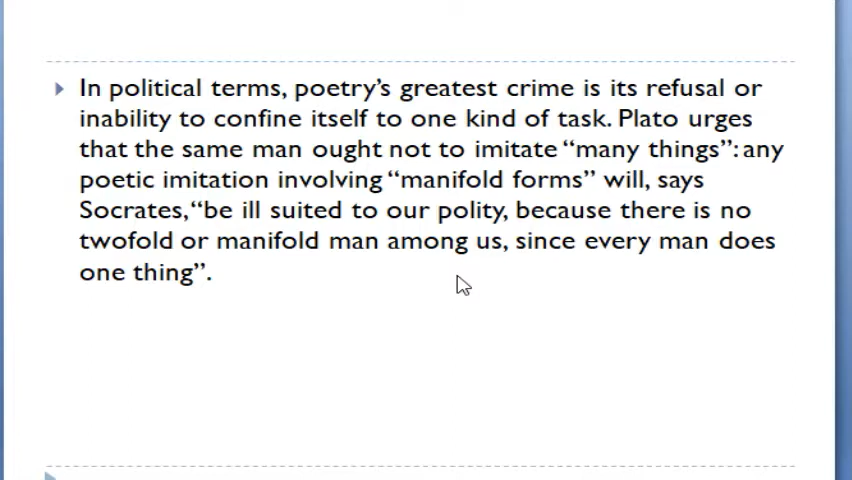 In political terms, poetry’s greatest crime is its refusal or
inability to confine itself to one kind of task. Plato urges
that the same man ought not to imitate “many things”: any
poetic imitation involving “manifold forms” will, says
Socrates, “be ill suited to our polity, because there is no
twofold or manifold man among us, since every man does
one thing”.